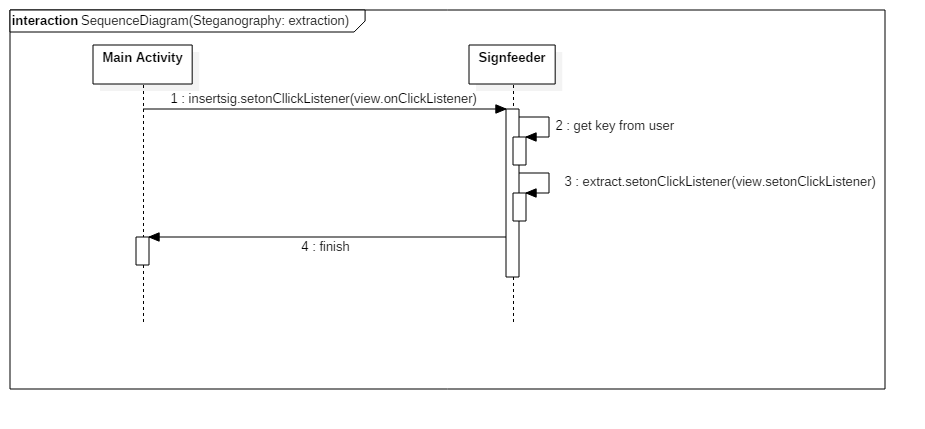 interaction SequenceDiagram(Steganography: extraction)
Main Activity
Signfeeder
1 : insertsig.setonCllickListener(view.onClickListener)
2 : get key from user
3 : extract.setonClickListener(view.setonClickListener)
4 : finish